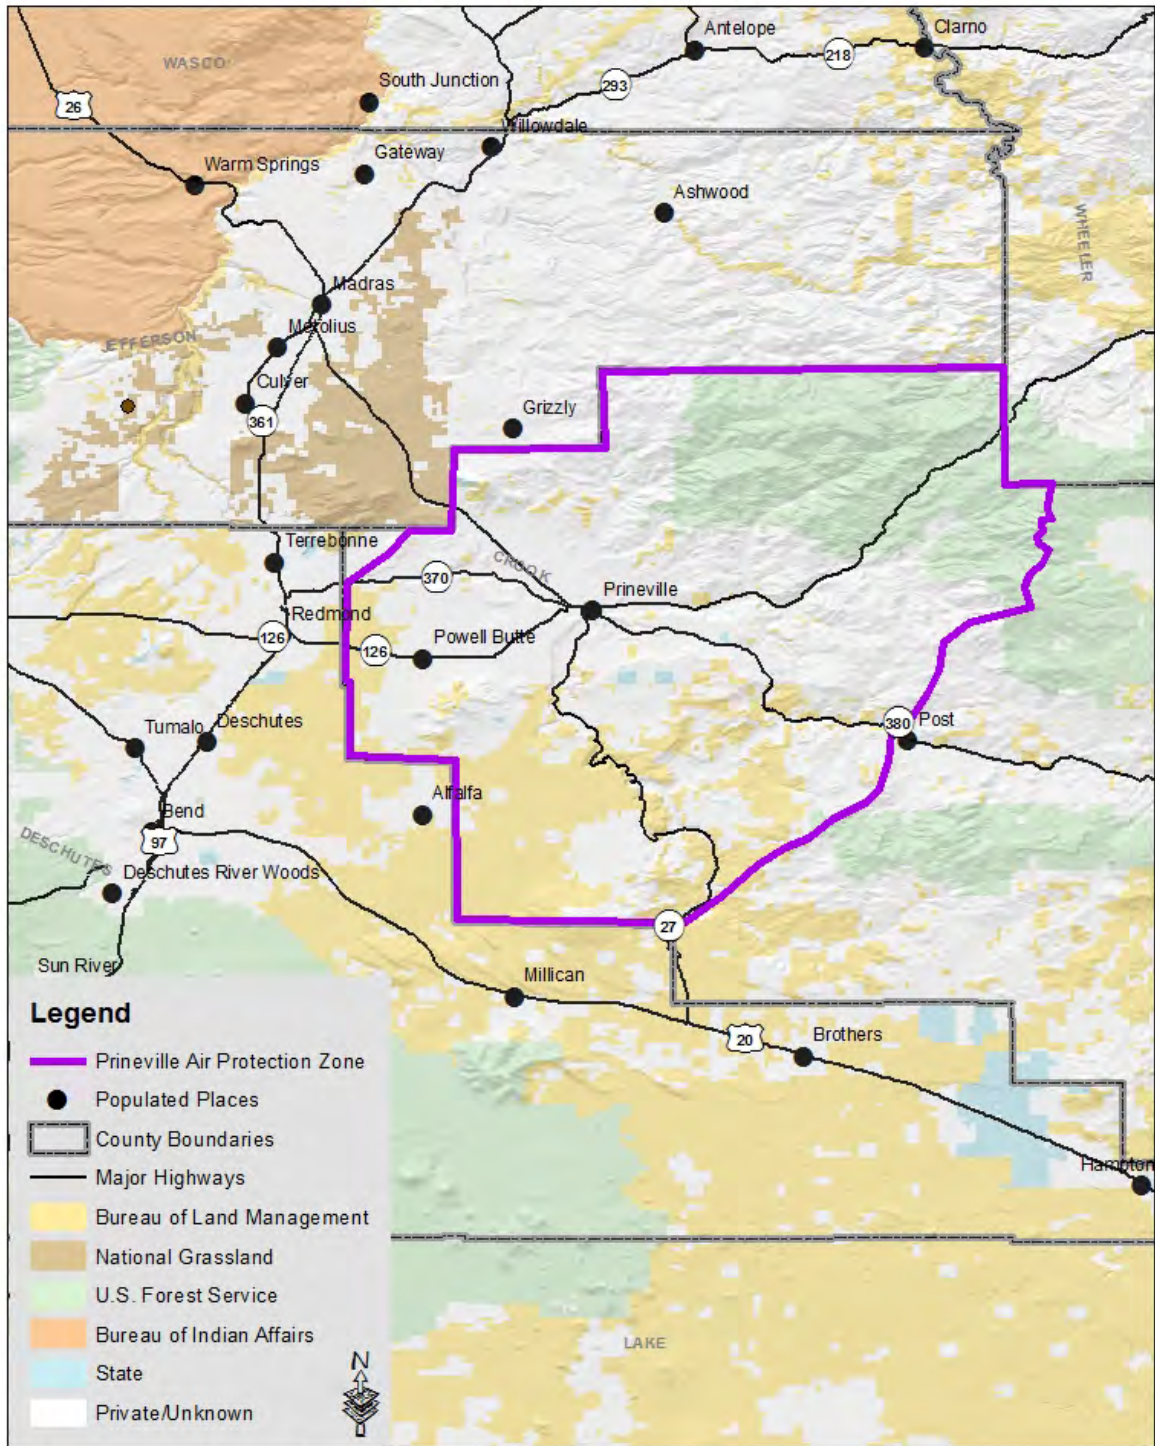 Antelope
Clarno
218
WASCO
South Junction
293
26
Willowdale
Gateway
Warm Springs
Ashwood
WHEELER
Madras
JEFFERSON
Metolius
Culver
361
Grizzly
Terrebonne
CROOK
370
Prineville
Redmond
126
126
Powell Butte
380
Post
Tumalo
Deschutes
Alfalfa
Bend
97
DESCHUTES
Deschutes River Woods
27
Sun River
Millican
Legend
20
Brothers
Prineville Air Protection Zone
Populated Places
County Boundaries
Major Highways
Hampton
Bureau of Land Management
National Grassland
U.S. Forest Service
Bureau of Indian Affairs
LAKE
N
State
Private/Unknown